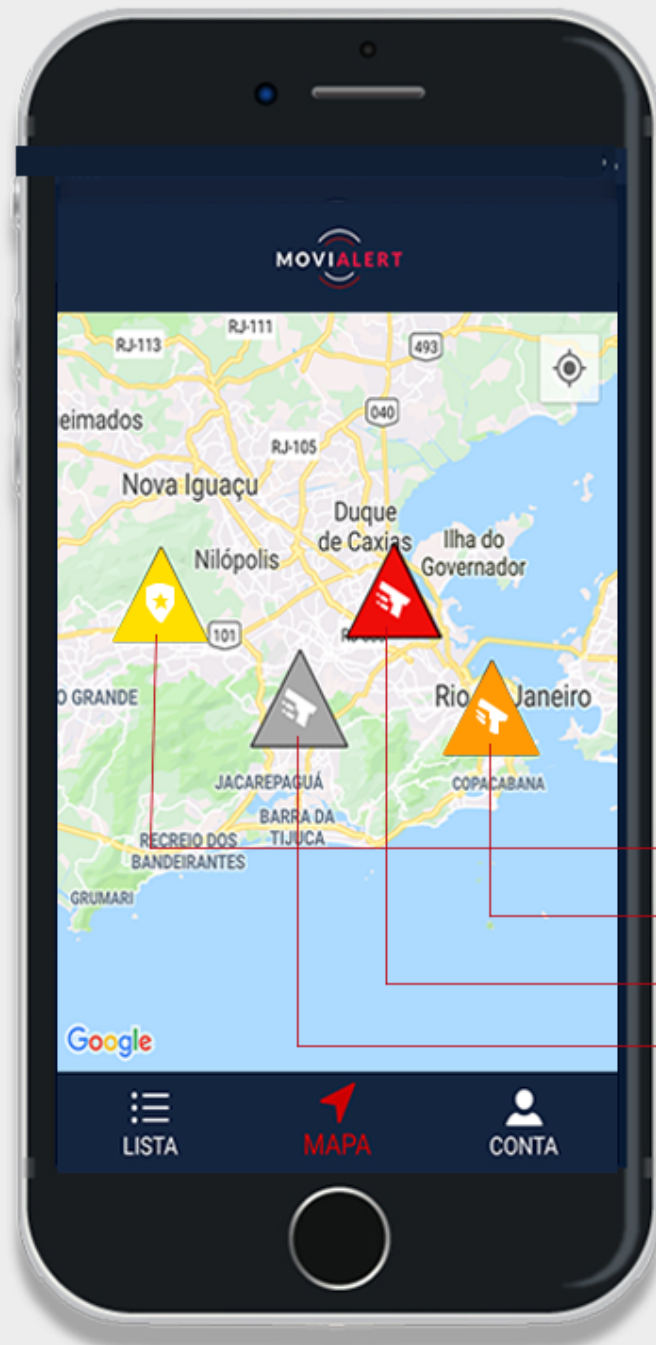 MOVIALERT
RJ-111
RJ-113
493
040
eimados
RJ-105
Nova Iguaçu
Duque
de Caxias
Ilha do
Governador
Nilópolis
101
O GRANDE
Rio
Janeiro
JACAREPAGUÁ
COPACABANA
BARRA DA
TIJUCA
RECREIO DOS
BANDEIRANTES
GRUMARI
Google
LISTA
MAPA
CONTA